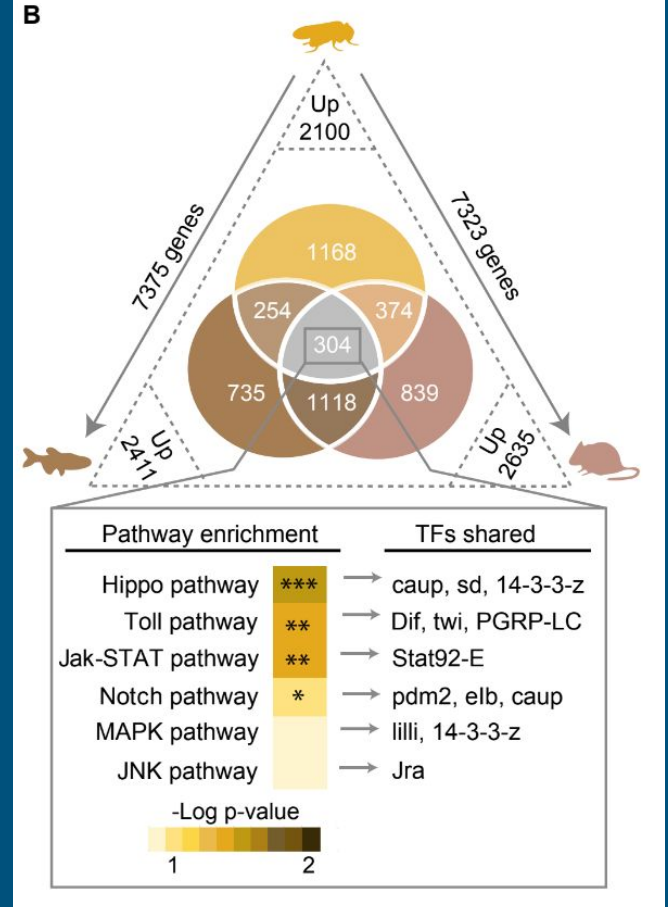 B
Up
2100
7375 genes
7323 genes
1168
254
374
304
735
1118
839
Up
2411
Up
2635
Pathway enrichment
TFs shared
Hippo pathway *** caup, sd, 14-3-3-z
Toll pathway ** Dif, twi, PGRP-LC
Jak-STAT pathway ** Stat92-E
Notch pathway * pdm2, elb, caup
MAPK pathway lilli, 14-3-3-z
JNK pathway Jra
-Log p-value
1 2